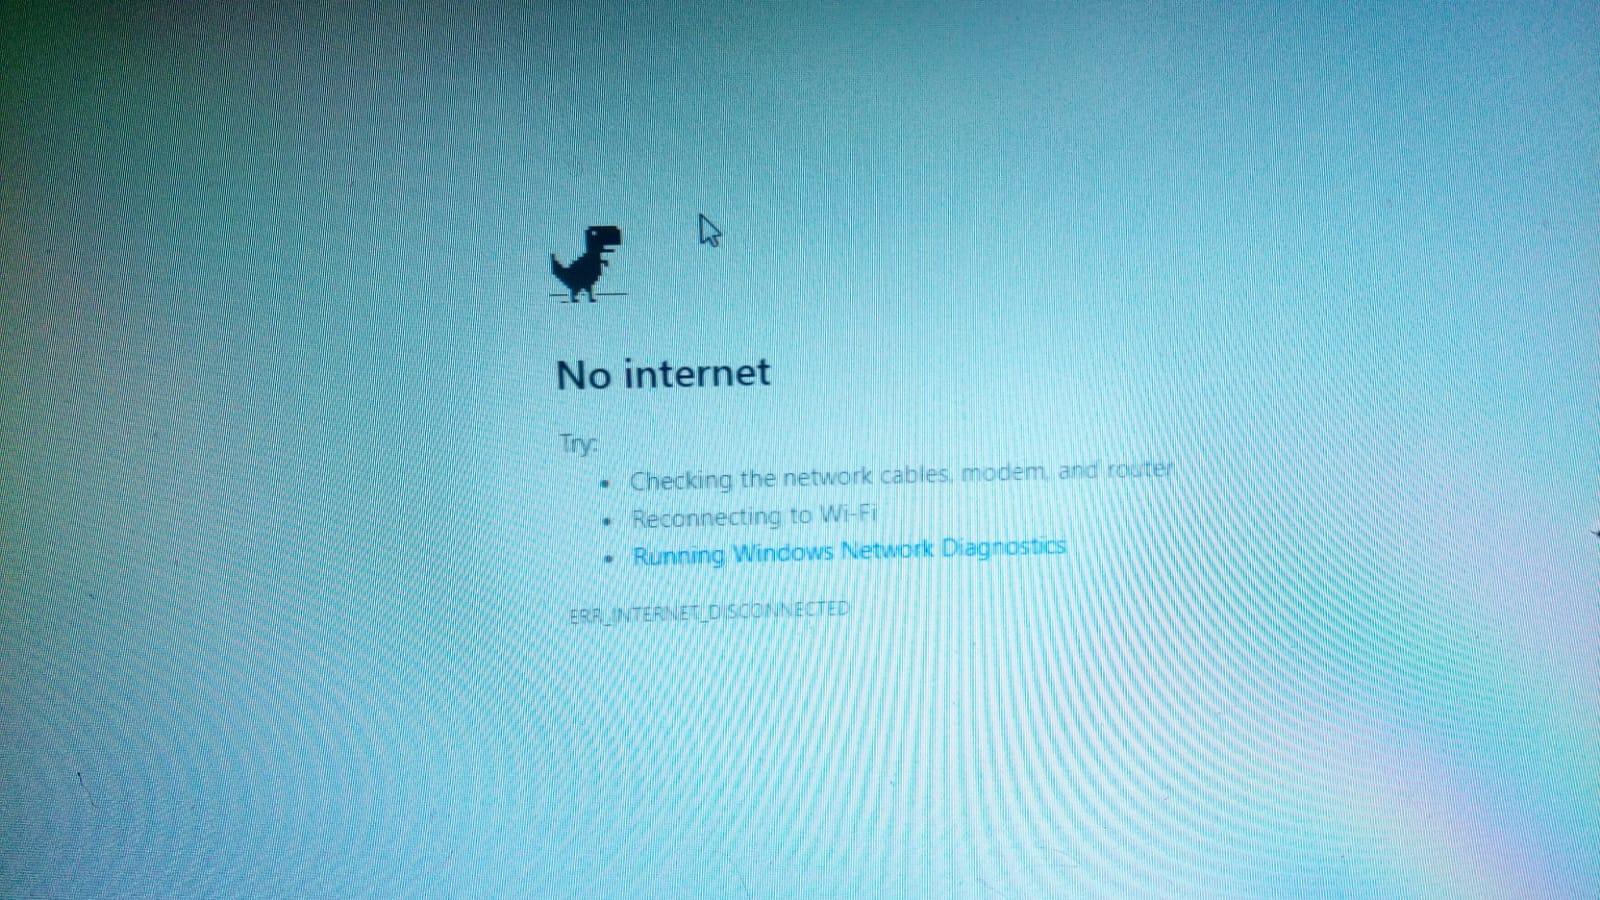 No internet
Try:
Checking the network cables, modem, and router
Reconnecting to Wi-Fi
Running Windows Network Diagnostics
ERR_INTERNET_DISCONNECTED